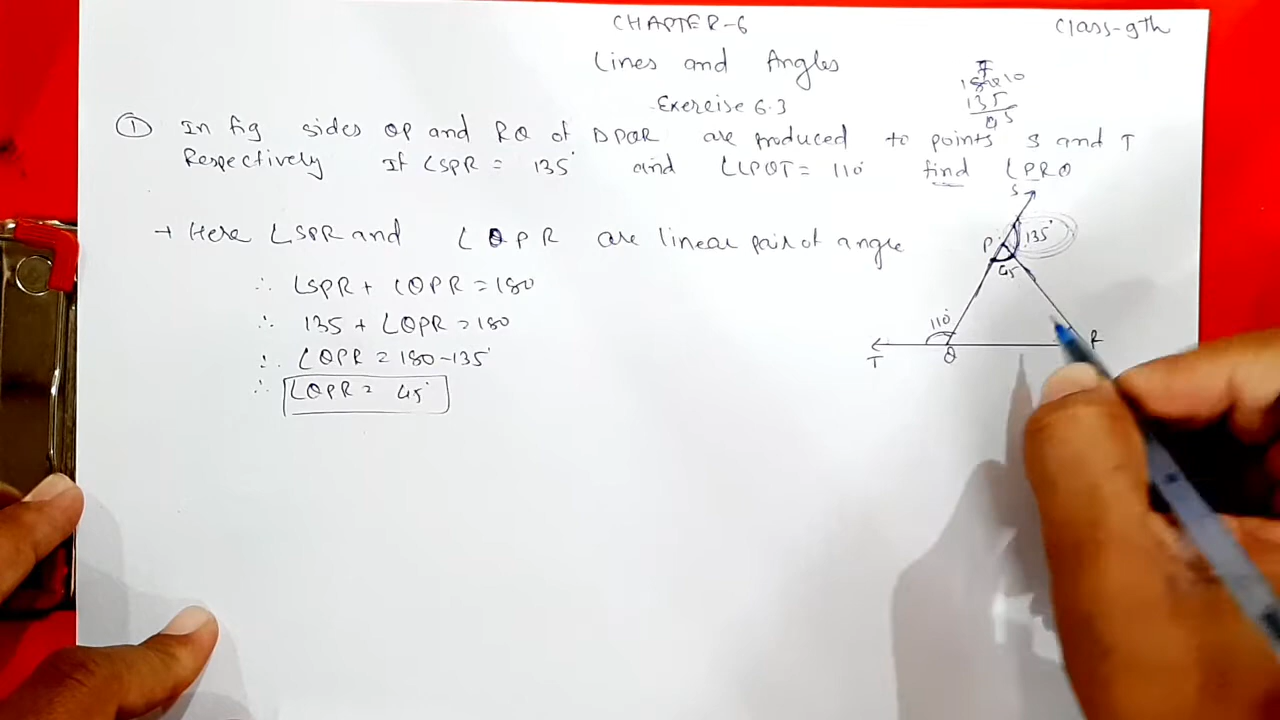 CHAPTER-6
Class-9th
Lines and Angles
Exercise 6.3
135
① In fig sides QP and RQ of ΔPQR are produced to points S and T
Respectively If ∠SPR = 135° and ∠∠PQT = 110° find ∠PRQ
→ Here ∠SPR and ∠QPR are linear pair of angle
∴ ∠SPR + ∠QPR = 180
∴ 135 + ∠QPR = 180
∴ ∠QPR = 180-135°
∴ ∠QPR = 45°
S
P
135°
45
110°
T
Q
R